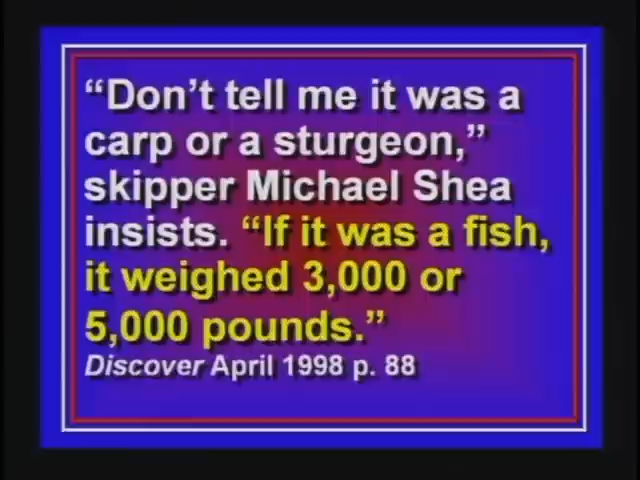 “Don’t tell me it was a
carp or a sturgeon,”
skipper Michael Shea
insists. “If it was a fish,
it weighed 3,000 or
5,000 pounds.”
Discover April 1998 p. 88